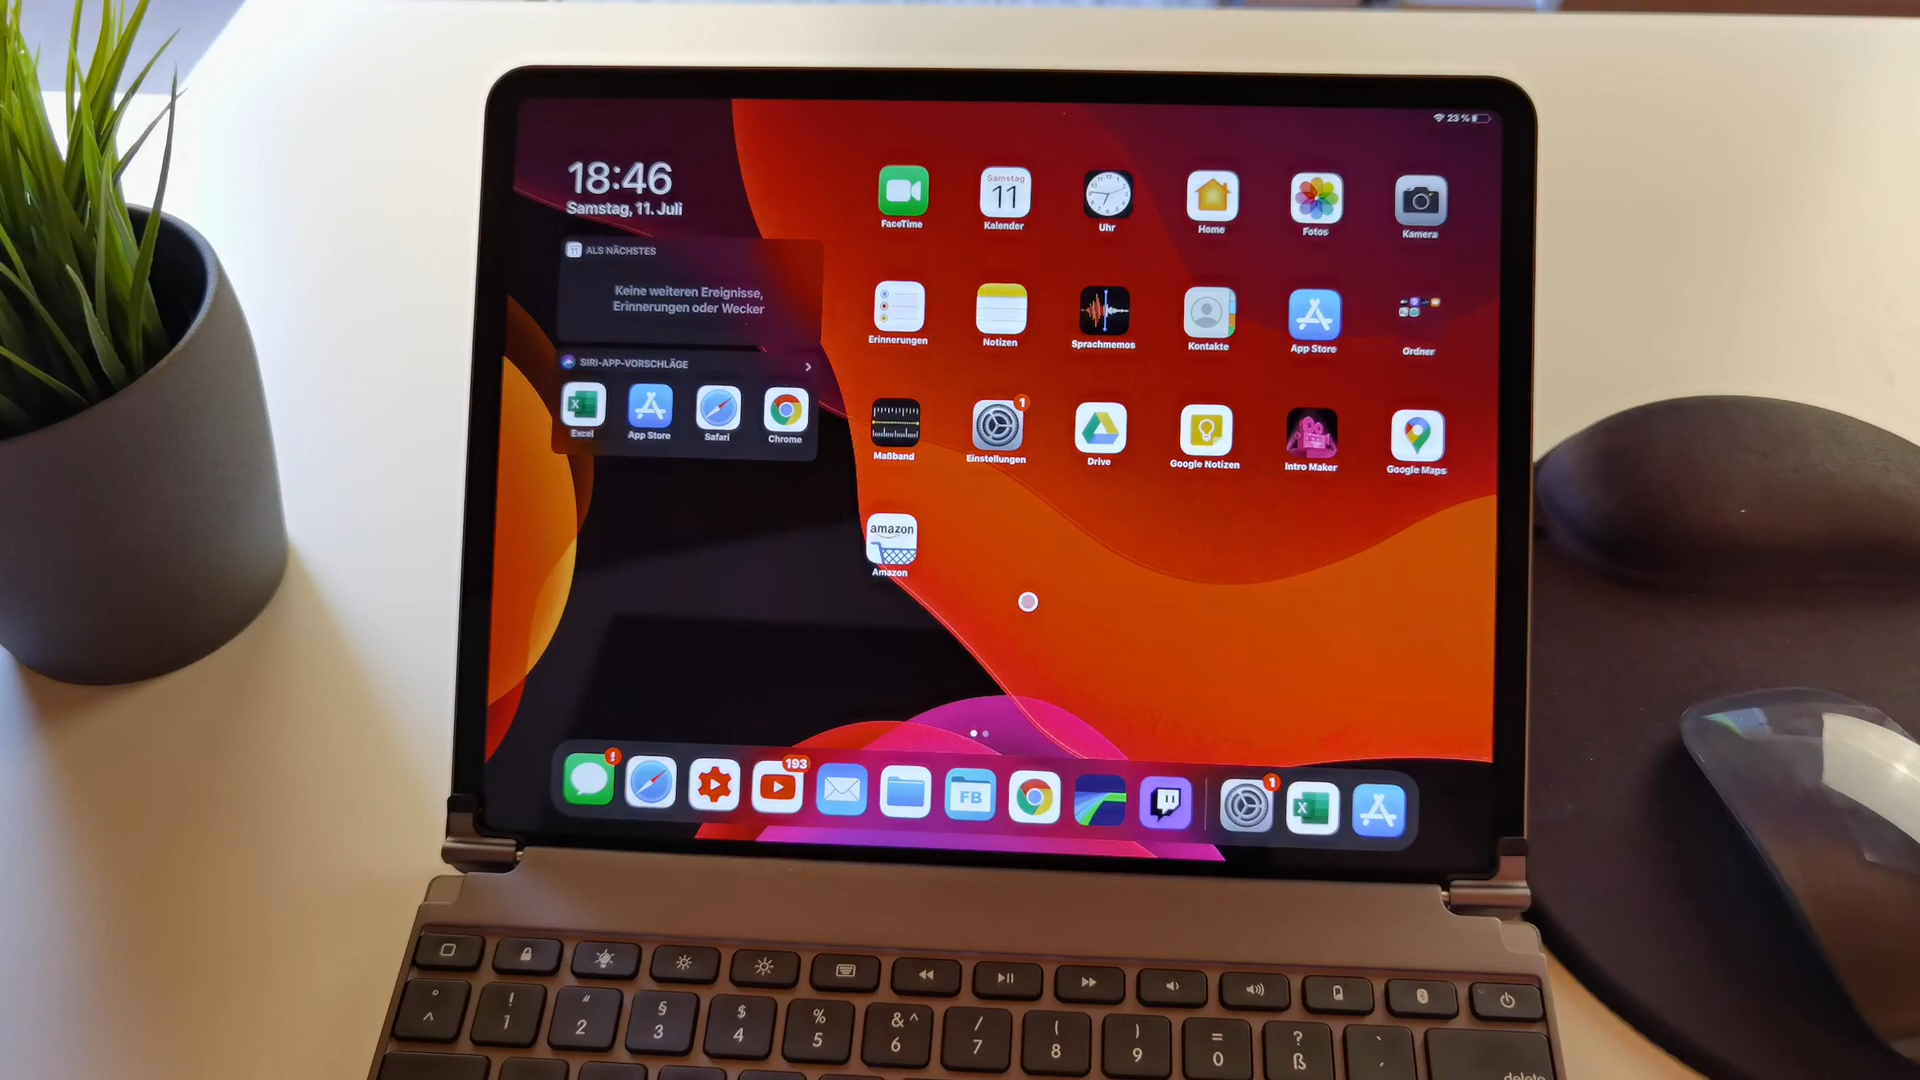 23 %
18:46
Samstag, 11. Juli
ALS NÄCHSTES
Keine weiteren Ereignisse,
Erinnerungen oder Wecker
SIRI-APP-VORSCHLÄGE
Excel App Store Safari Chrome
Samstag
11
FaceTime Kalender Uhr Home Fotos Kamera
Erinnerungen Notizen Sprachmemos Kontakte App Store Ordner
1
Maßband Einstellungen Drive Google Notizen Intro Maker Google Maps
amazon
Amazon
! 193 1
FB
° ! " § $ % & ^ / ( ) = ? `
^ 1 2 3 4 5 6 7 8 9 0 ß ´
delete